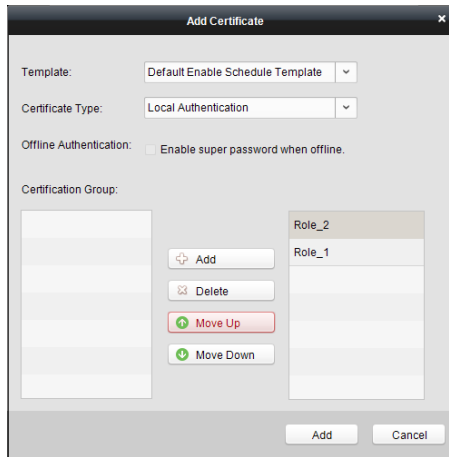 Add Certificate
Template: Default Enable Schedule Template
Certificate Type: Local Authentication
Offline Authentication: Enable super password when offline.
Certification Group:
Role_2
Role_1
Add
Delete
Move Up
Move Down
Add Cancel